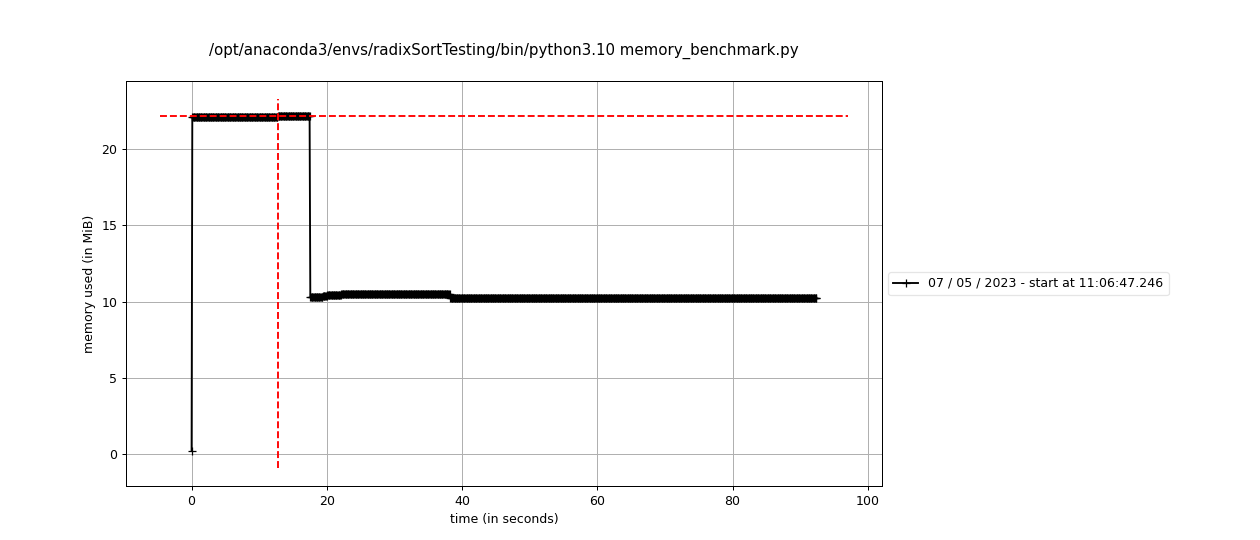 /opt/anaconda3/envs/radixSortTesting/bin/python3.10 memory_benchmark.py
memory used (in MiB)
20
15
10
5
0
0 20 40 60 80 100
time (in seconds)
07 / 05 / 2023 - start at 11:06:47.246